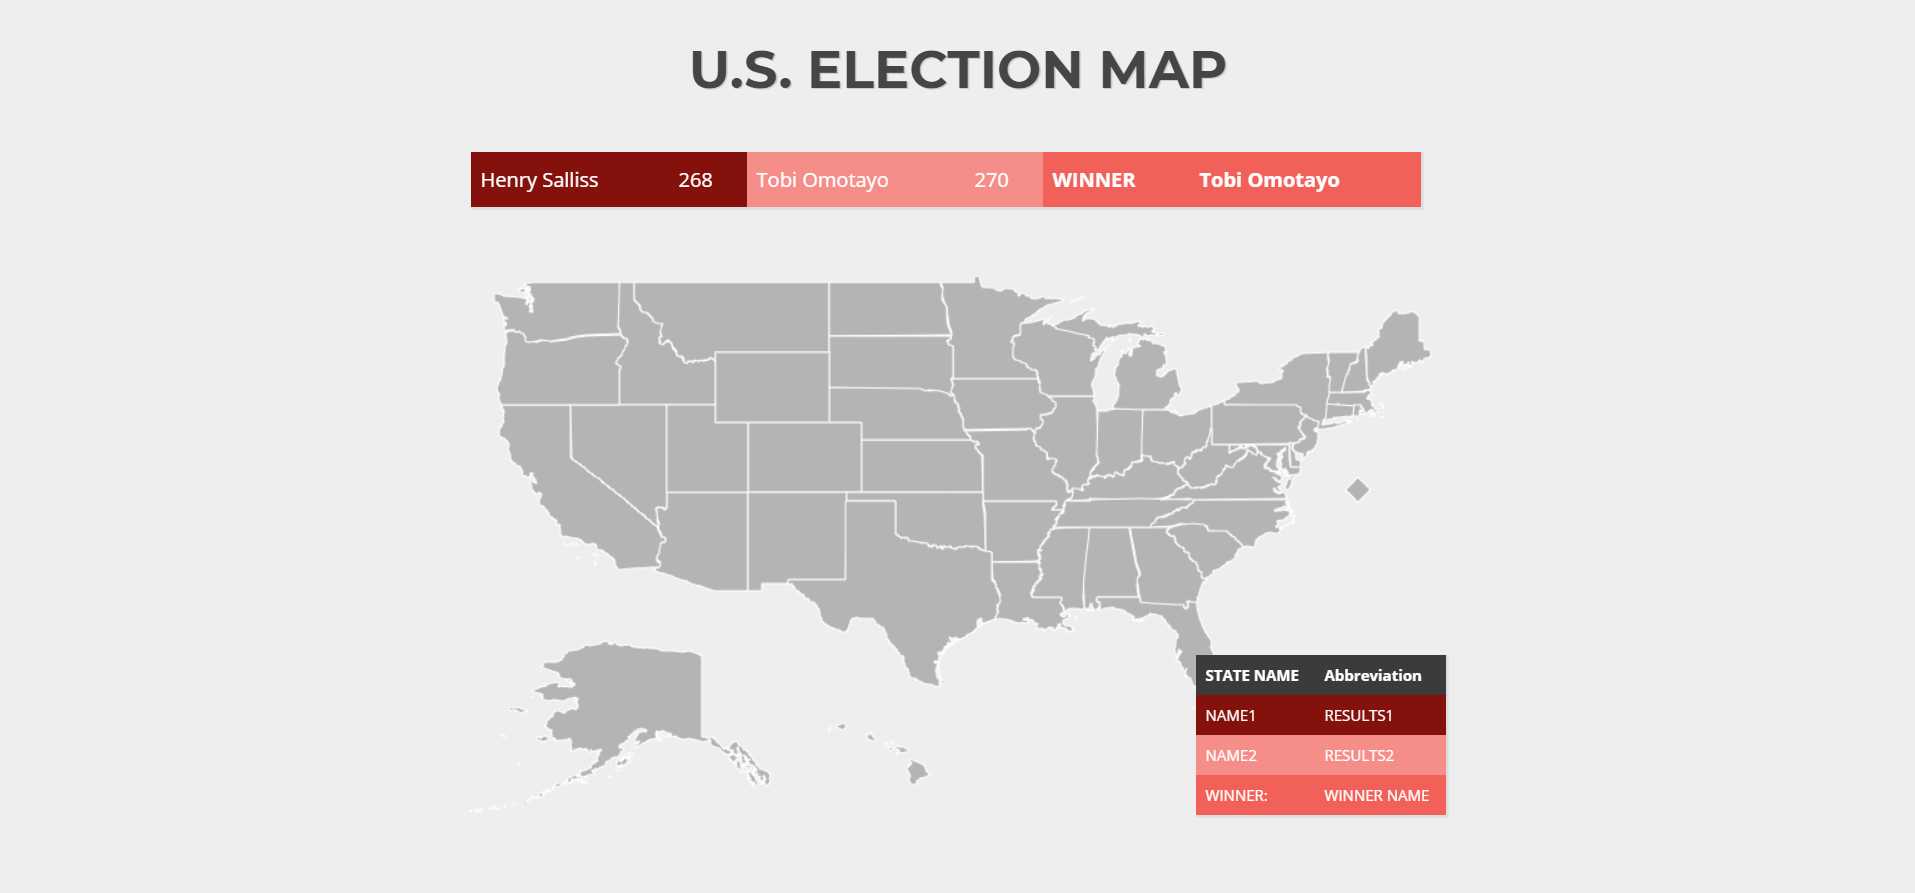 U.S. ELECTION MAP
Henry Salliss 268 Tobi Omotayo 270 WINNER Tobi Omotayo
STATE NAME Abbreviation
NAME1 RESULTS1
NAME2 RESULTS2
WINNER: WINNER NAME